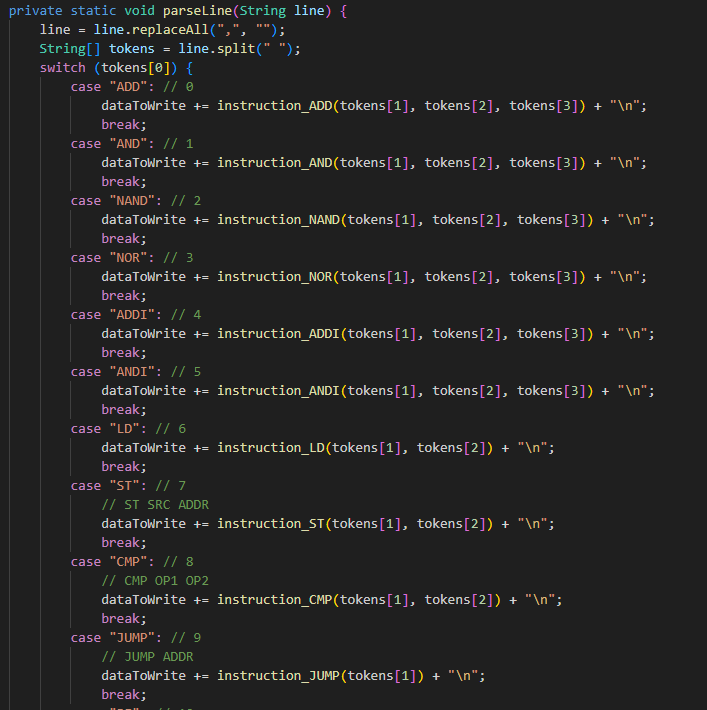 private static void parseLine(String line) {
line = line.replaceAll(",", "");
String[] tokens = line.split(" ");
switch (tokens[0]) {
case "ADD": // 0
dataToWrite += instruction_ADD(tokens[1], tokens[2], tokens[3]) + "\n";
break;
case "AND": // 1
dataToWrite += instruction_AND(tokens[1], tokens[2], tokens[3]) + "\n";
break;
case "NAND": // 2
dataToWrite += instruction_NAND(tokens[1], tokens[2], tokens[3]) + "\n";
break;
case "NOR": // 3
dataToWrite += instruction_NOR(tokens[1], tokens[2], tokens[3]) + "\n";
break;
case "ADDI": // 4
dataToWrite += instruction_ADDI(tokens[1], tokens[2], tokens[3]) + "\n";
break;
case "ANDI": // 5
dataToWrite += instruction_ANDI(tokens[1], tokens[2], tokens[3]) + "\n";
break;
case "LD": // 6
dataToWrite += instruction_LD(tokens[1], tokens[2]) + "\n";
break;
case "ST": // 7
// ST SRC ADDR
dataToWrite += instruction_ST(tokens[1], tokens[2]) + "\n";
break;
case "CMP": // 8
// CMP OP1 OP2
dataToWrite += instruction_CMP(tokens[1], tokens[2]) + "\n";
break;
case "JUMP": // 9
// JUMP ADDR
dataToWrite += instruction_JUMP(tokens[1]) + "\n";
break;